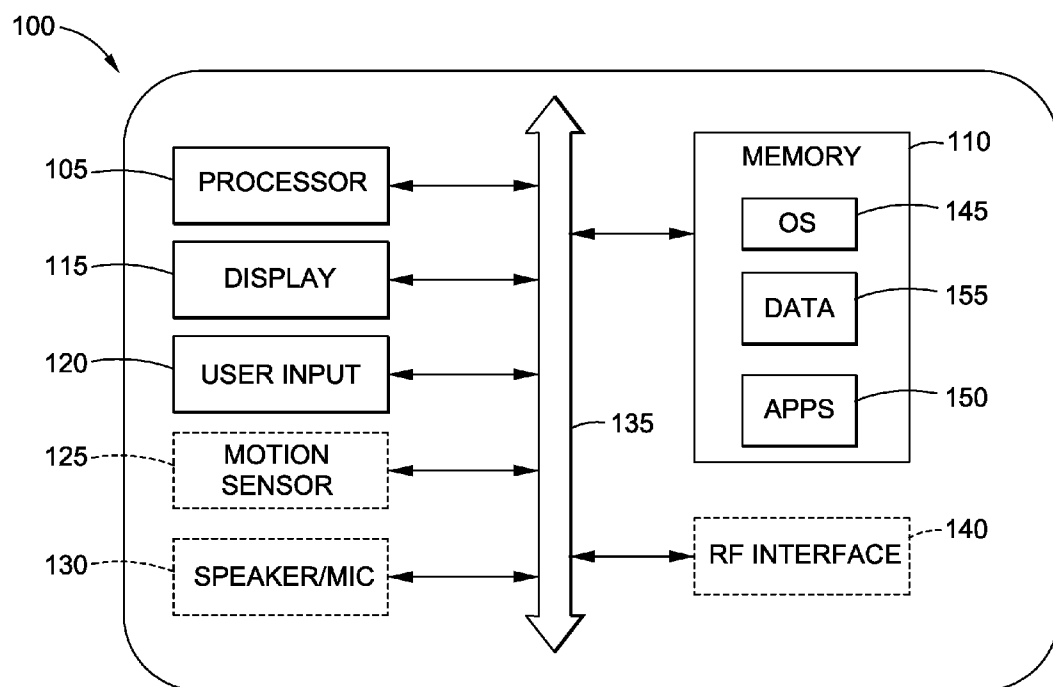 100
105
PROCESSOR
115
DISPLAY
120
USER INPUT
125
MOTION
SENSOR
130
SPEAKER/MIC
135
MEMORY
110
OS
145
DATA
155
APPS
150
RF INTERFACE
140